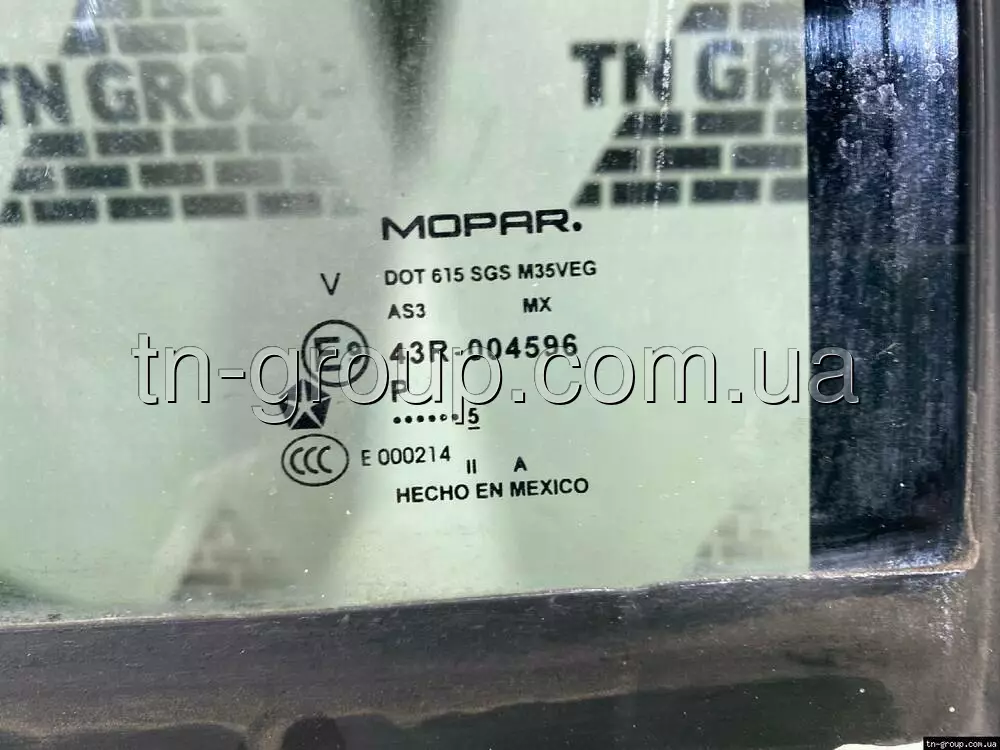 TN GROUP
TN GR
MOPAR.
V
DOT 615 SGS M35VEG
AS3 MX
E9 43R-004596
tn-group.com.ua
P
••••••5
CCC E 000214 II A
HECHO EN MEXICO
tn-group.com.ua